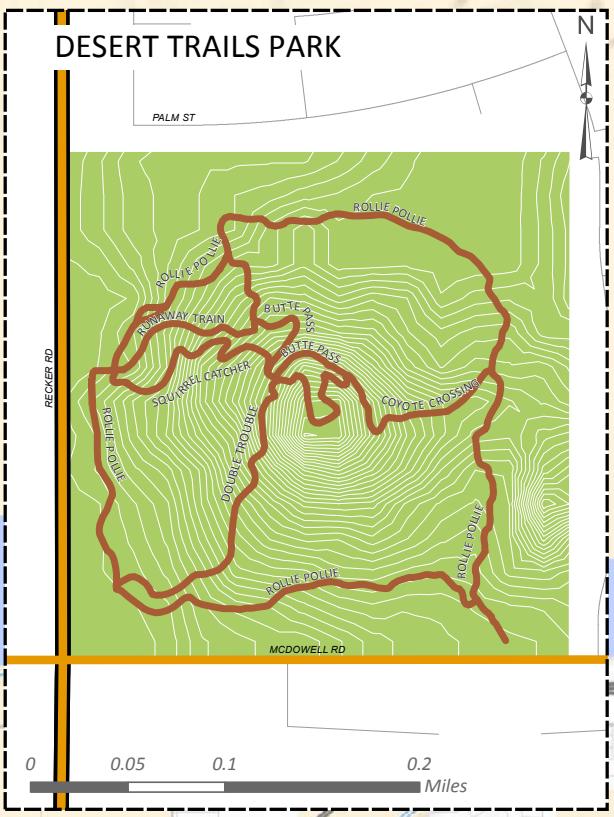 N
DESERT TRAILS PARK
PALM ST
ROLLIE POLLIE
ROLLIE POLLIE
BUTTE PASS
RUNAWAY TRAIN
BUTTE PASS
RECKER RD
SQUIRREL CATCHER
COYOTE CROSSING
ROLLIE POLLIE
DOUBLE TROUBLE
ROLLIE POLLIE
ROLLIE POLLIE
MCDOWELL RD
0 0.05 0.1 0.2
Miles